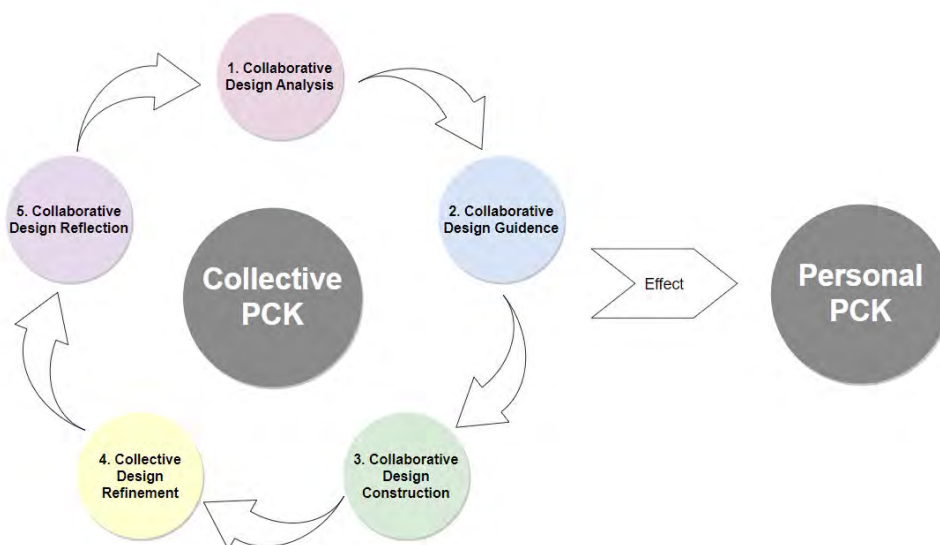 1. Collaborative
Design Analysis
2. Collaborative
Design Guidence
3. Collaborative
Design
Construction
4. Collective
Design
Refinement
5. Collaborative
Design Reflection
Collective
PCK
Effect
Personal
PCK